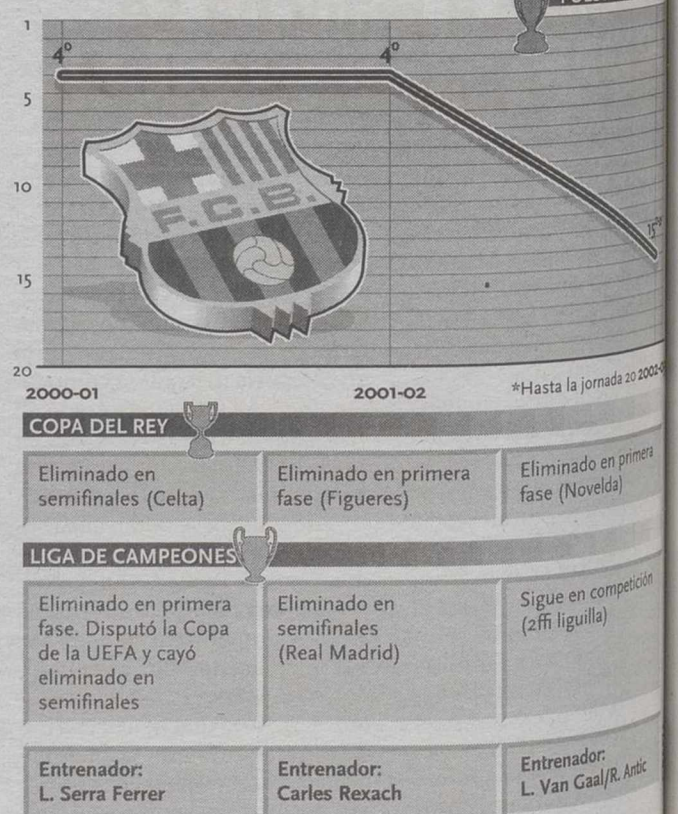 1
4º
4º
5
10
F.C.B.
15
15º*
20
2000-01
2001-02
*Hasta la jornada 20
COPA DEL REY
Eliminado en
semifinales (Celta)
Eliminado en primera
fase (Figueres)
Eliminado en primera
fase (Novelda)
LIGA DE CAMPEONES
Eliminado en primera
fase. Disputó la Copa
de la UEFA y cayó
eliminado en
semifinales
Eliminado en
semifinales
(Real Madrid)
Sigue en competición
(2ffi liguilla)
Entrenador:
L. Serra Ferrer
Entrenador:
Carles Rexach
Entrenador:
L. Van Gaal/R. Antic